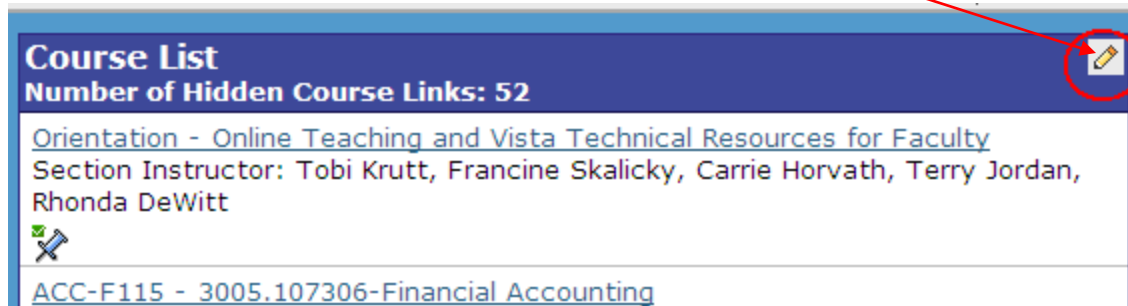 Course List
Number of Hidden Course Links: 52
Orientation - Online Teaching and Vista Technical Resources for Faculty
Section Instructor: Tobi Krutt, Francine Skalicky, Carrie Horvath, Terry Jordan,
Rhonda DeWitt
ACC-F115 - 3005.107306-Financial Accounting